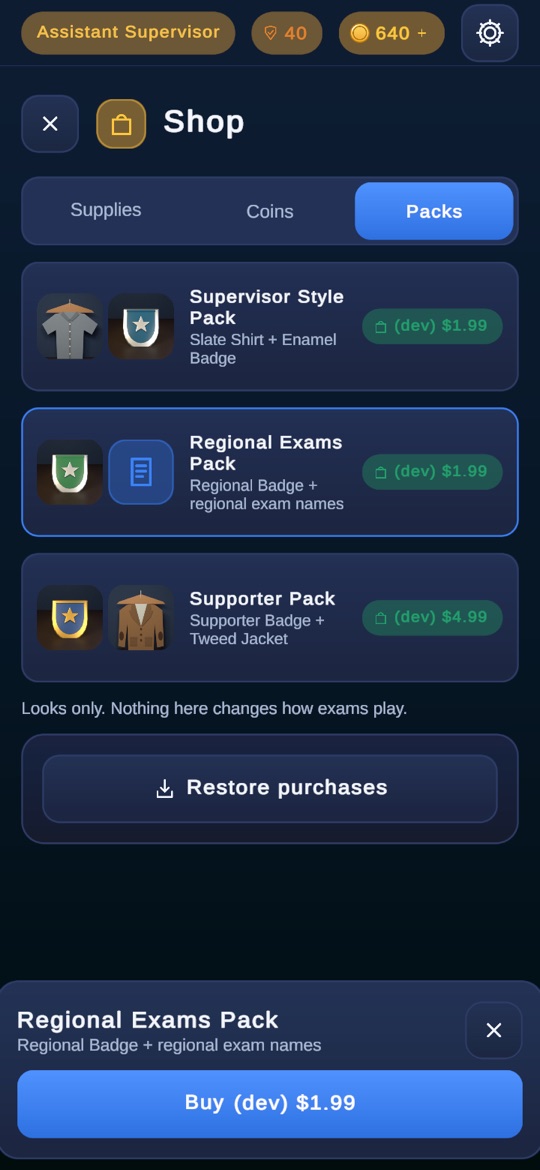 Assistant Supervisor
40
640 +
Shop
Supplies
Coins
Packs
Supervisor Style
Pack
Slate Shirt + Enamel
Badge
(dev) $1.99
Regional Exams
Pack
Regional Badge +
regional exam names
(dev) $1.99
Supporter Pack
Supporter Badge +
Tweed Jacket
(dev) $4.99
Looks only. Nothing here changes how exams play.
Restore purchases
Regional Exams Pack
Regional Badge + regional exam names
Buy (dev) $1.99